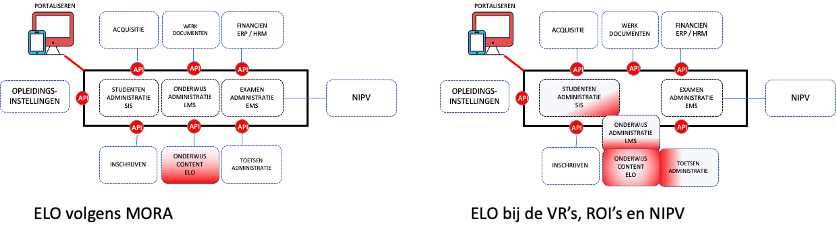 PORTALISEREN
ACQUISITIE
WERK
DOCUMENTEN
FINANCIEN
ERP / HRM
API
API
API
OPLEIDINGS-
INSTELLINGEN
API
STUDENTEN
ADMINISTRATIE
SIS
ONDERWIJS
ADMINISTRATIE
LMS
EXAMEN
ADMINISTRATIE
EMS
NIPV
API
API
API
INSCHRIJVEN
ONDERWIJS
CONTENT
ELO
TOETSEN
ADMINISTRATIE
ELO volgens MORA
PORTALISEREN
ACQUISITIE
WERK
DOCUMENTEN
FINANCIEN
ERP / HRM
API
API
API
OPLEIDINGS-
INSTELLINGEN
API
STUDENTEN
ADMINISTRATIE
SIS
EXAMEN
ADMINISTRATIE
EMS
NIPV
API
ONDERWIJS
ADMINISTRATIE
LMS
API
INSCHRIJVEN
ONDERWIJS
CONTENT
ELO
TOETSEN
ADMINISTRATIE
ELO bij de VR's, ROI's en NIPV